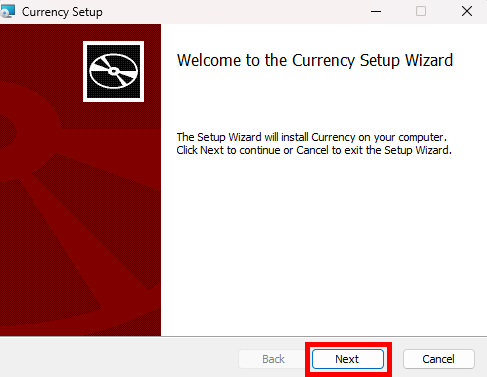 Currency Setup
Welcome to the Currency Setup Wizard
The Setup Wizard will install Currency on your computer.
Click Next to continue or Cancel to exit the Setup Wizard.
Back
Next
Cancel